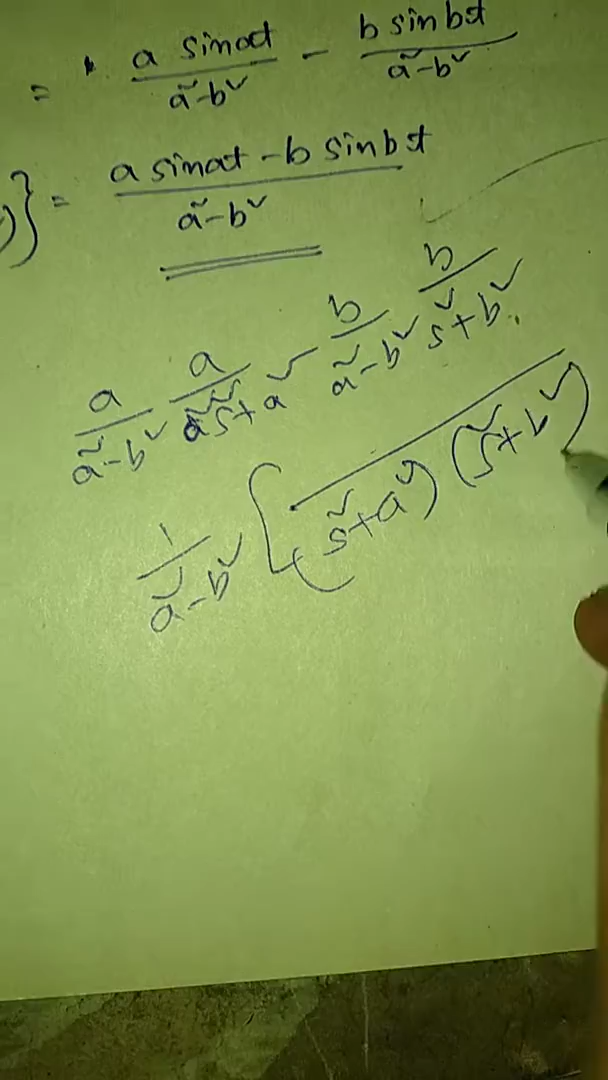 = a sinat / a²-b² - b sinbt / a²-b²
)} = a sinat - b sinbt / a²-b²
a / a²-b² a / s²+a² - b / a²-b² b / s²+b²
1 / a²-b² [ / (s²+a²) (s²+b²)